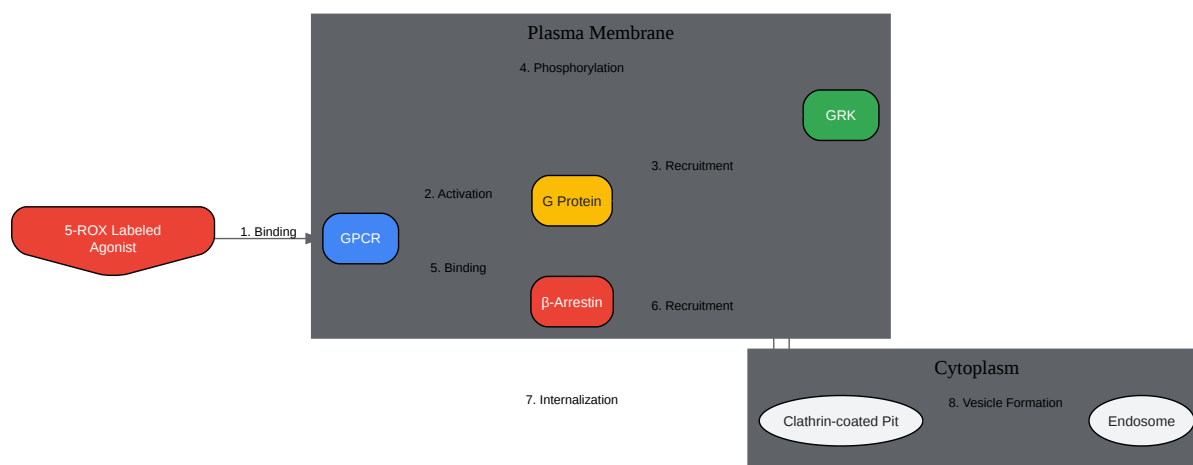 Plasma Membrane
4. Phosphorylation
GRK
3. Recruitment
2. Activation
G Protein
5-ROX Labeled
Agonist
1. Binding
GPCR
5. Binding
β-Arrestin
6. Recruitment
Cytoplasm
7. Internalization
8. Vesicle Formation
Clathrin-coated Pit
Endosome